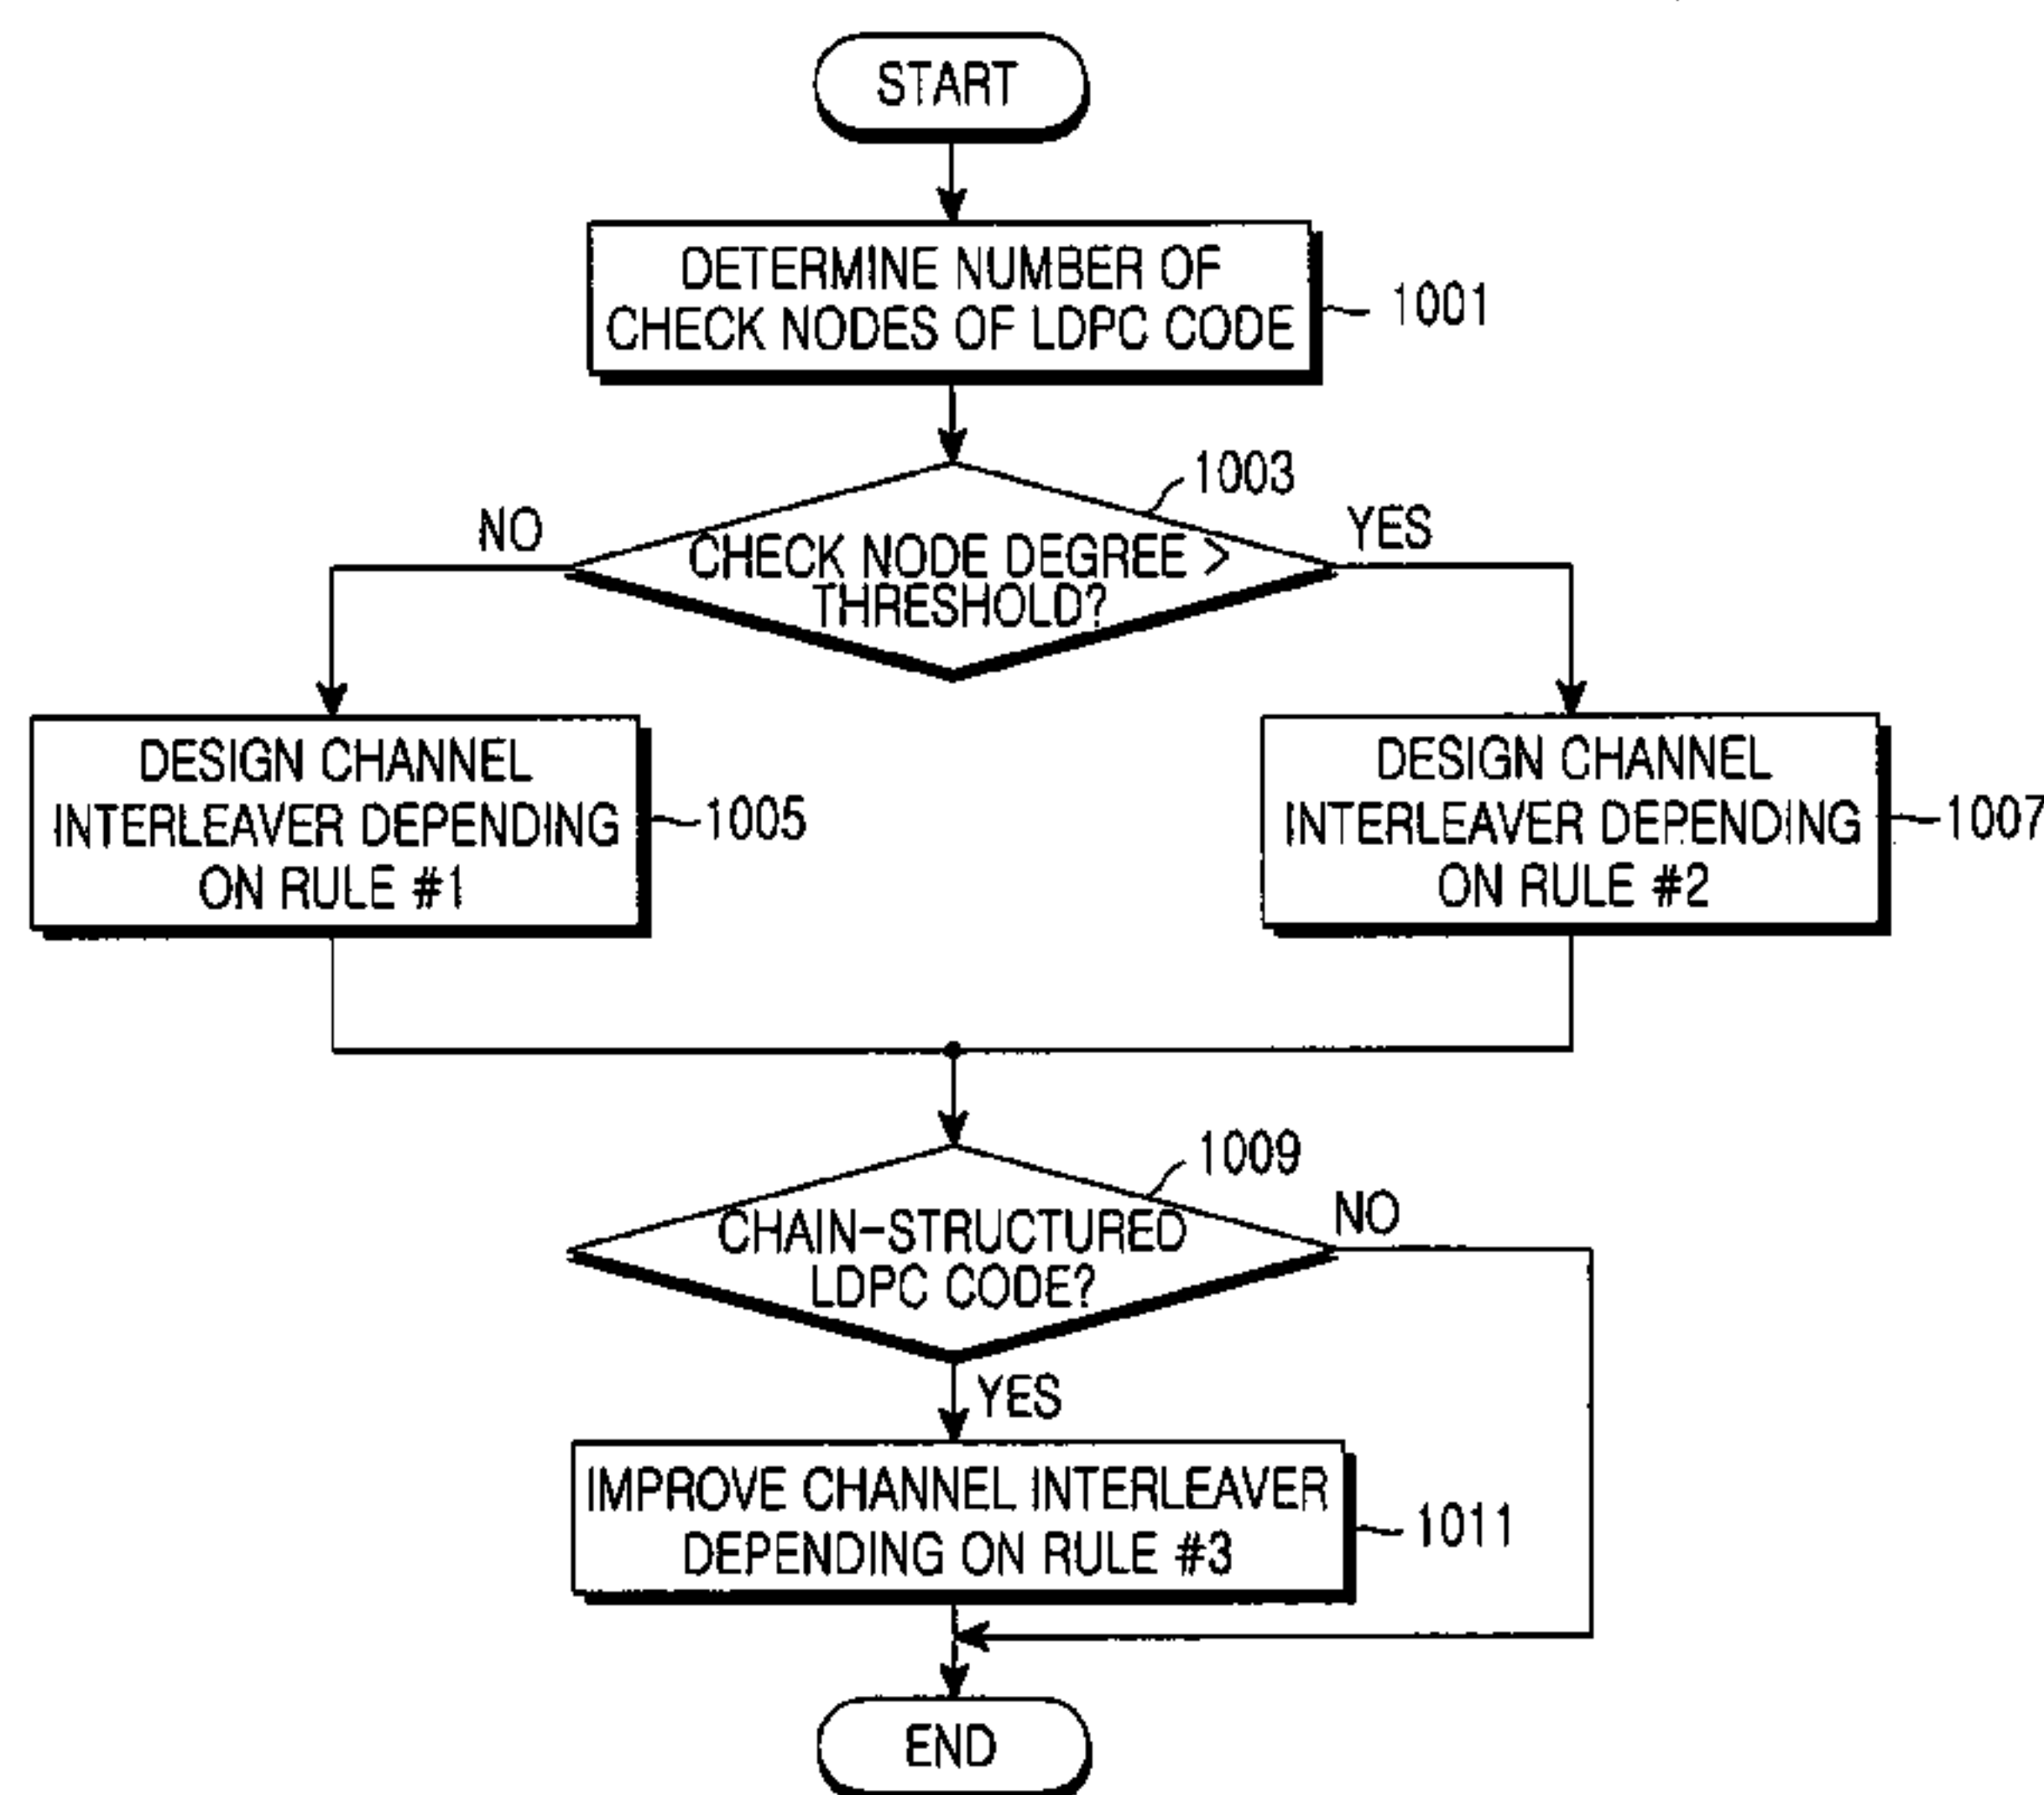 START
DETERMINE NUMBER OF
CHECK NODES OF LDPC CODE
1001
1003
NO
YES
CHECK NODE DEGREE >
THRESHOLD?
DESIGN CHANNEL
INTERLEAVER DEPENDING
ON RULE #1
1005
DESIGN CHANNEL
INTERLEAVER DEPENDING
ON RULE #2
1007
1009
CHAIN-STRUCTURED
LDPC CODE?
NO
YES
IMPROVE CHANNEL INTERLEAVER
DEPENDING ON RULE #3
1011
END